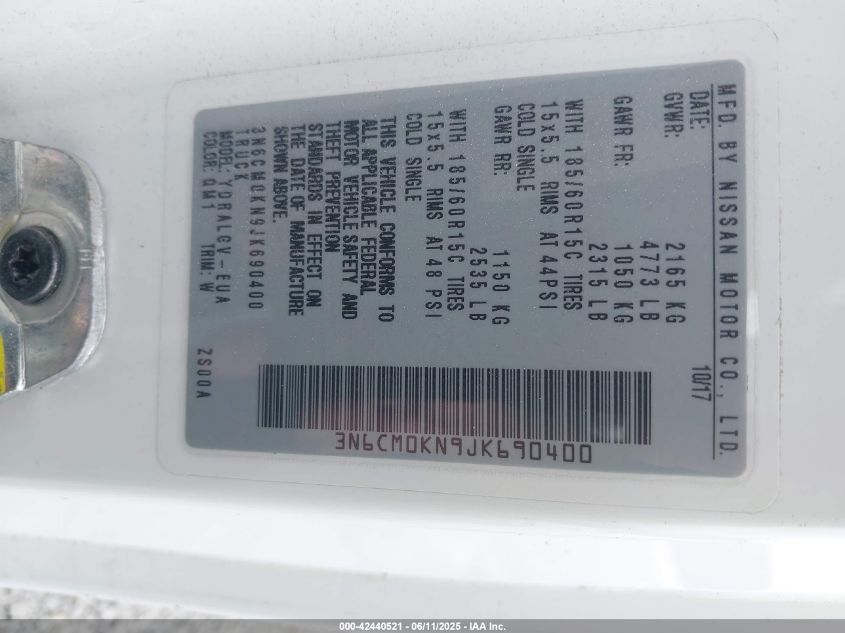 MFD. BY NISSAN MOTOR CO., LTD.
DATE: 10/17
GVWR: 2165 KG
4773 LB
GAWR FR: 1050 KG
2315 LB
WITH 185/60R15C TIRES
15x5.5 RIMS AT 44PSI
COLD SINGLE
GAWR RR: 1150 KG
2535 LB
WITH 185/60R15C TIRES
15x5.5 RIMS AT 48 PSI
COLD SINGLE
THIS VEHICLE CONFORMS TO
ALL APPLICABLE FEDERAL
MOTOR VEHICLE SAFETY AND
THEFT PREVENTION
STANDARDS IN EFFECT ON
THE DATE OF MANUFACTURE
SHOWN ABOVE.
3N6CM0KN9JK690400
TRUCK
MODEL: YDRALCV-EUA
COLOR: QM1 TRIM: W
ZS00A
3N6CM0KN9JK690400
000-42440521 - 06/11/2025 - IAA Inc.